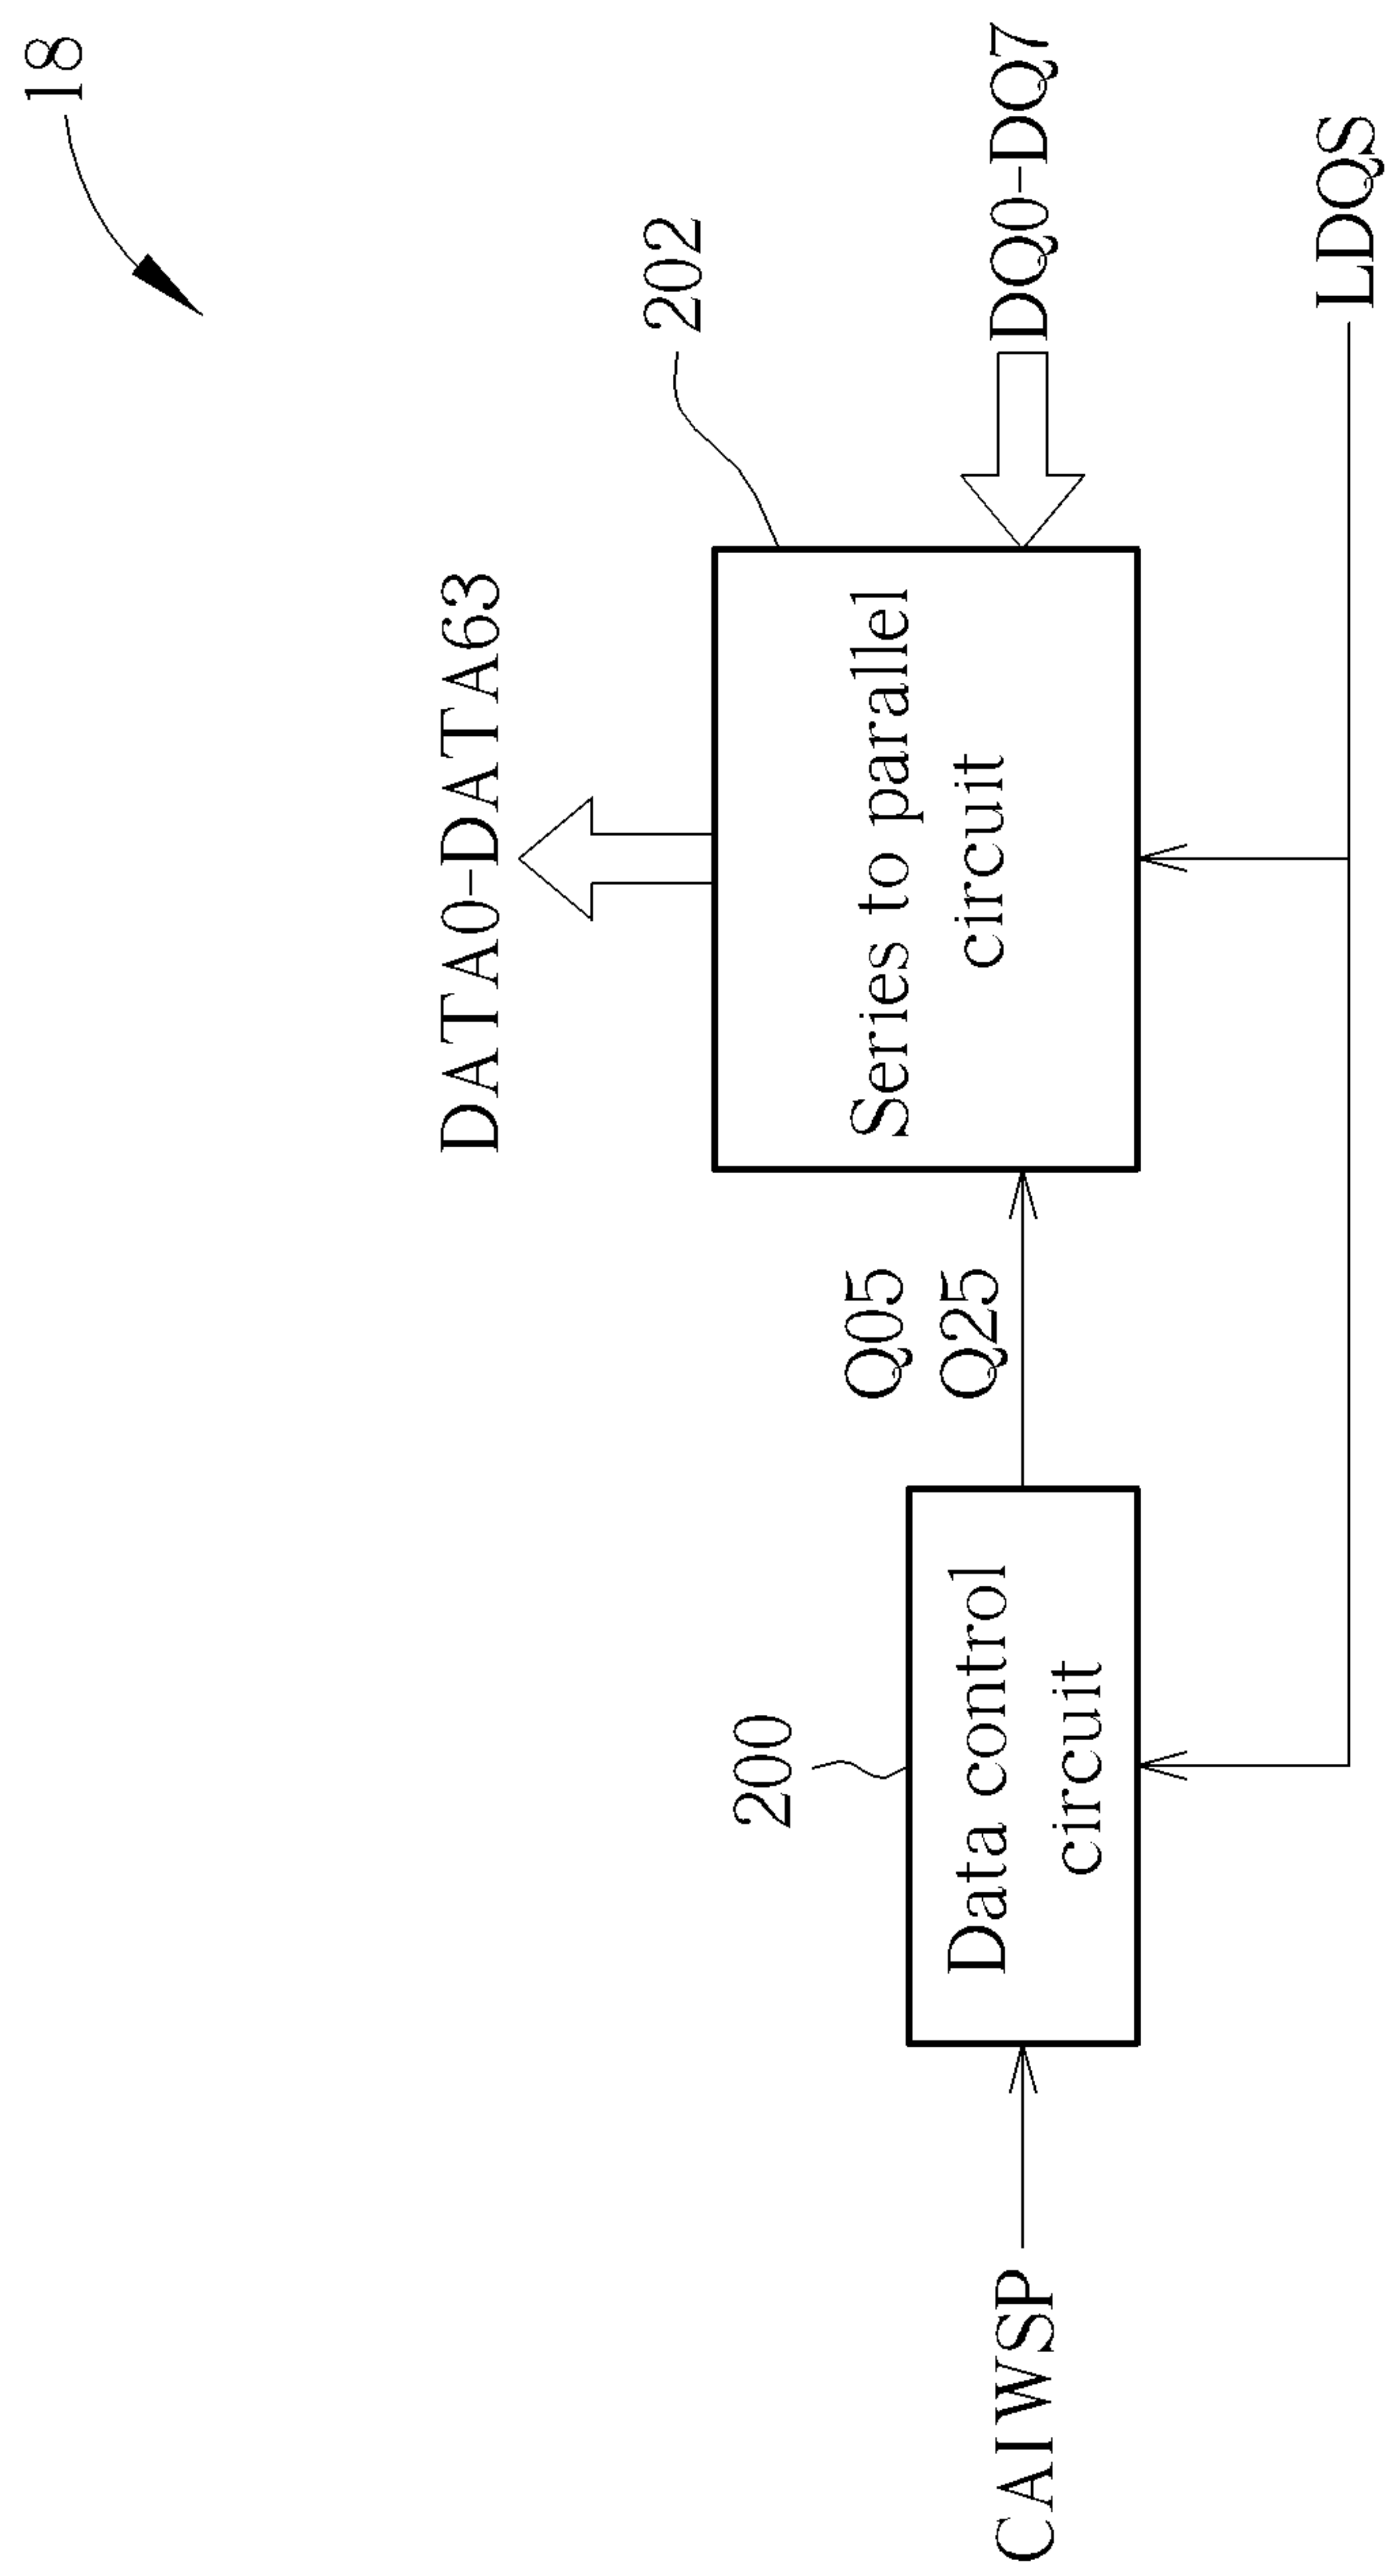 18
DATA0-DATA63
202
200
Q05
Q25
Series to parallel
circuit
Data control
circuit
CAIWSP
DQ0-DQ7
LDQS